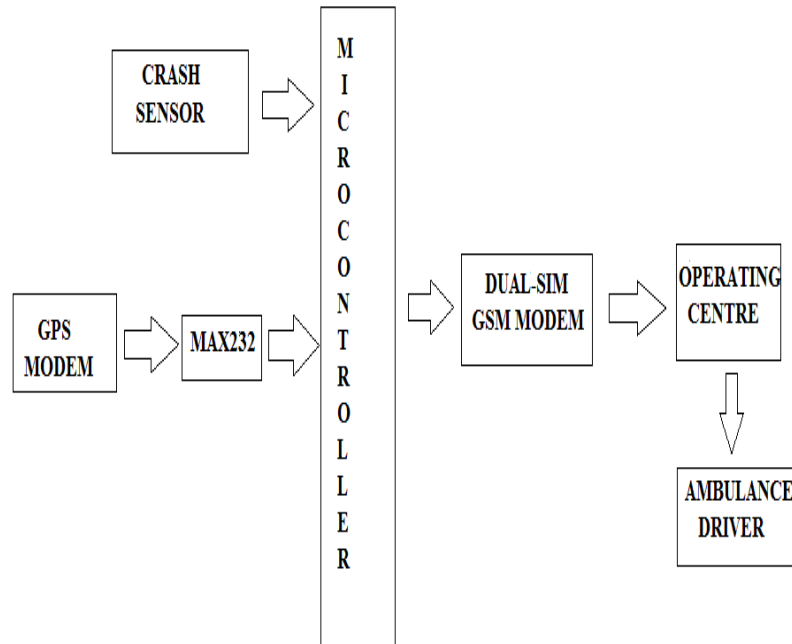 CRASH
SENSOR
M
I
C
R
O
C
O
N
T
R
O
L
L
E
R
GPS
MODEM
MAX232
DUAL-SIM
GSM MODEM
OPERATING
CENTRE
AMBULANCE
DRIVER